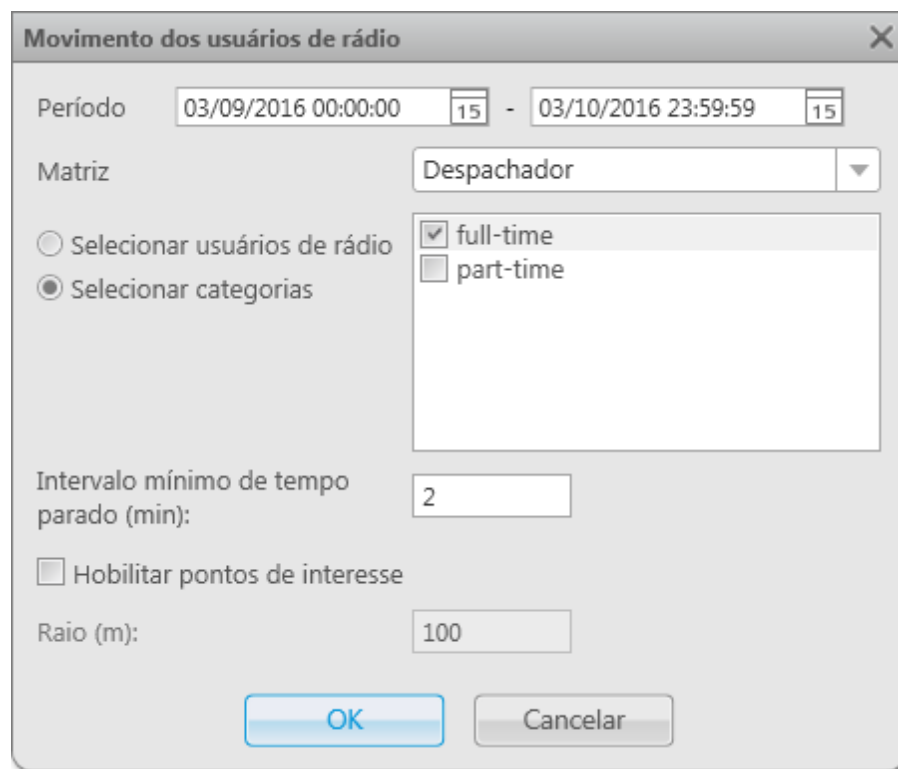 Movimento dos usuários de rádio
Período 03/09/2016 00:00:00 15 - 03/10/2016 23:59:59 15
Matriz Despachador
Selecionar usuários de rádio
Selecionar categorias
full-time
part-time
Intervalo mínimo de tempo
parado (min):
2
Hobilitar pontos de interesse
Raio (m): 100
OK Cancelar